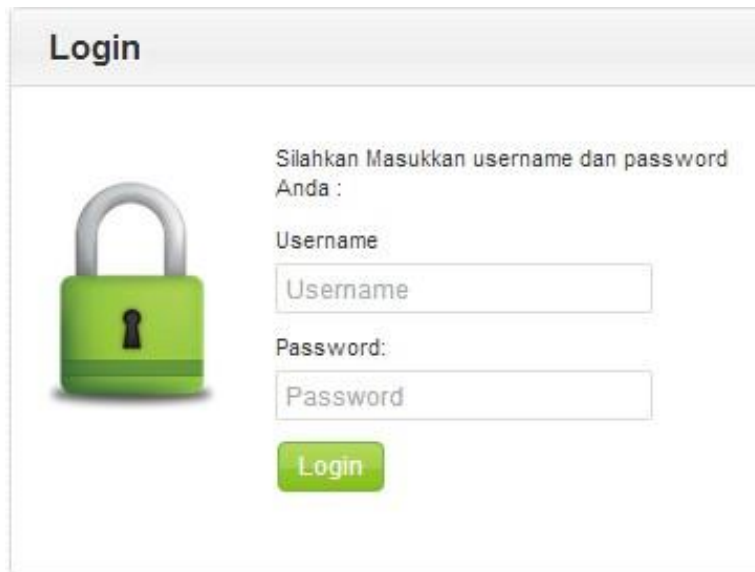 Login
Silahkan Masukkan username dan password
Anda :
Username
Username
Password:
Password
Login